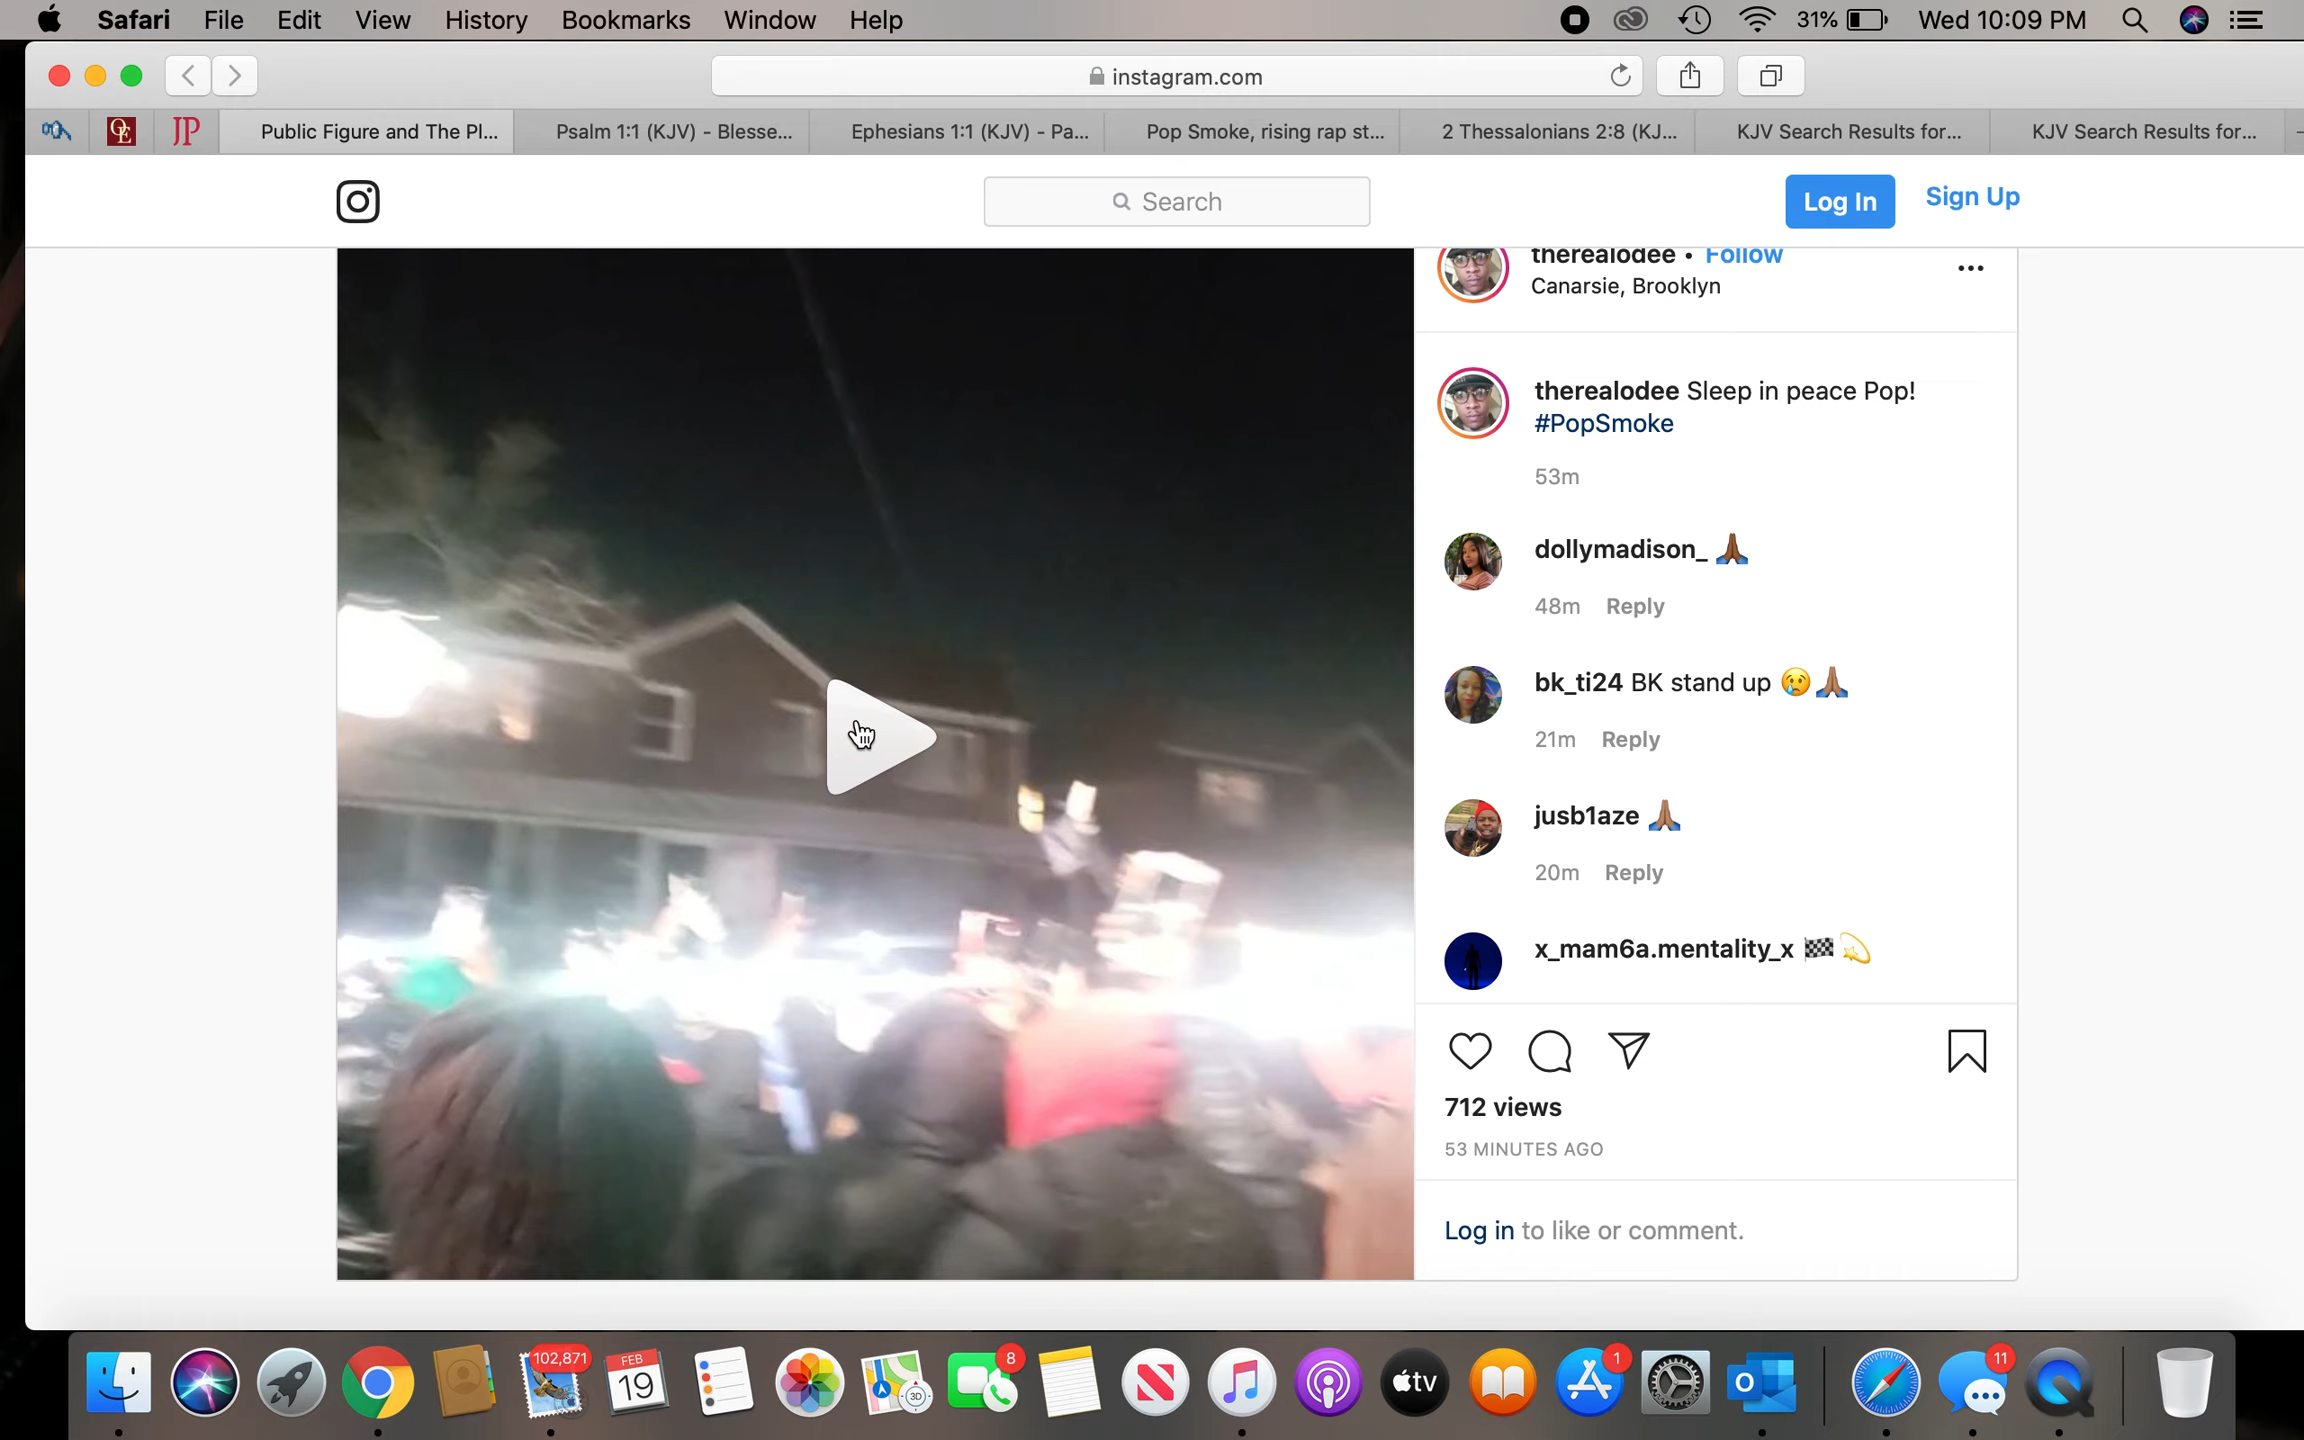 Safari File Edit View History Bookmarks Window Help 31% Wed 10:09 PM
instagram.com
OE JP Public Figure and The Pl... Psalm 1:1 (KJV) - Blesse... Ephesians 1:1 (KJV) - Pa... Pop Smoke, rising rap st... 2 Thessalonians 2:8 (KJ... KJV Search Results for... KJV Search Results for...
Search Log In Sign Up
therealodee • Follow
Canarsie, Brooklyn
therealodee Sleep in peace Pop!
#PopSmoke
53m
dollymadison_ 🙏🏾
48m Reply
bk_ti24 BK stand up 😢🙏🏽
21m Reply
jusb1aze 🙏🏽
20m Reply
x_mam6a.mentality_x 🏁💫
712 views
53 MINUTES AGO
Log in to like or comment.
102,871 FEB 19 3D 8 tv 1 O 11